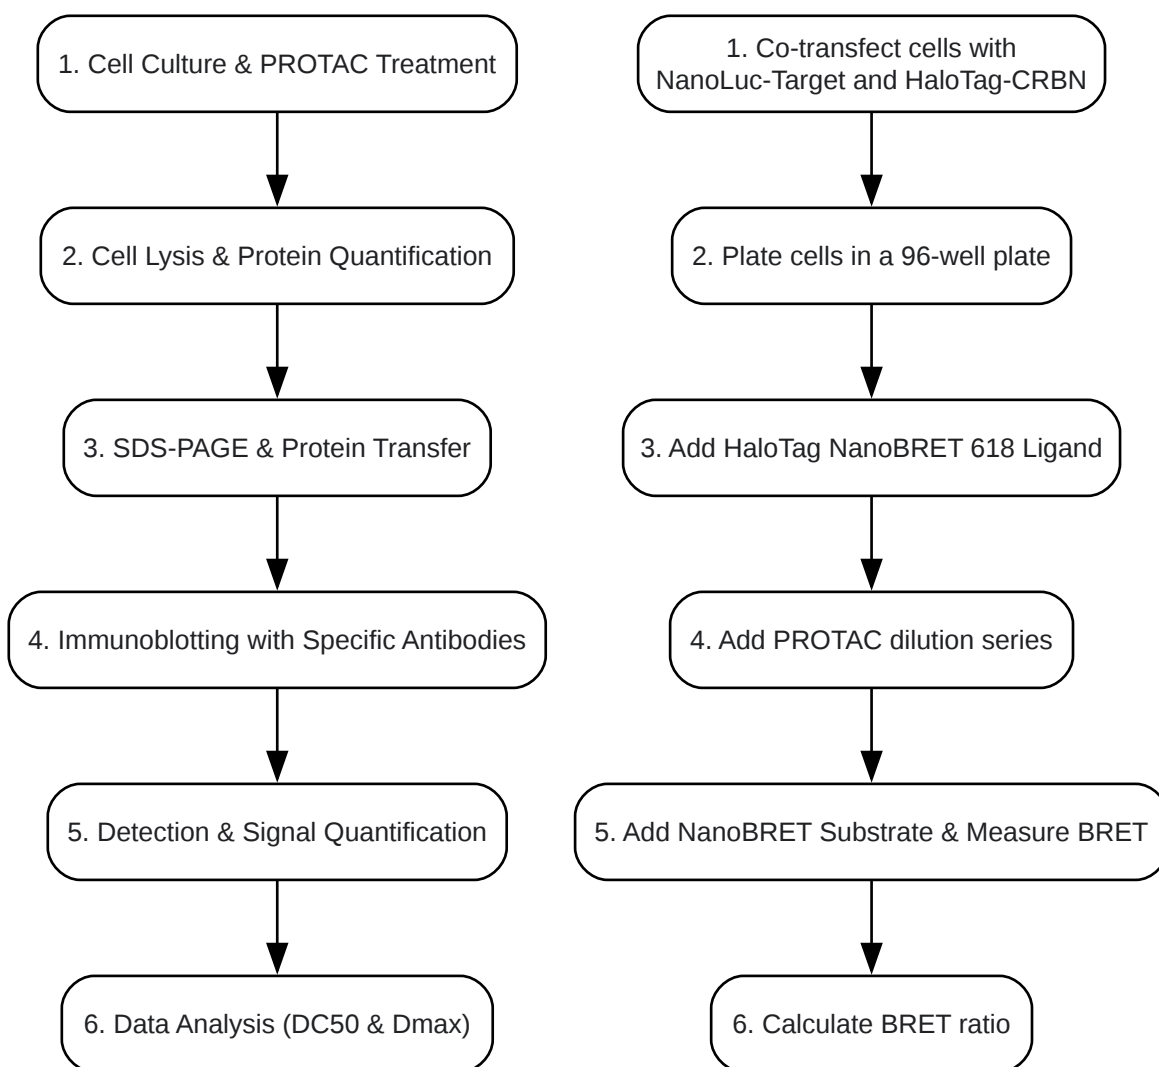 1. Cell Culture & PROTAC Treatment
2. Cell Lysis & Protein Quantification
3. SDS-PAGE & Protein Transfer
4. Immunoblotting with Specific Antibodies
5. Detection & Signal Quantification
6. Data Analysis (DC50 & Dmax)
1. Co-transfect cells with
NanoLuc-Target and HaloTag-CRBN
2. Plate cells in a 96-well plate
3. Add HaloTag NanoBRET 618 Ligand
4. Add PROTAC dilution series
5. Add NanoBRET Substrate & Measure BRET
6. Calculate BRET ratio